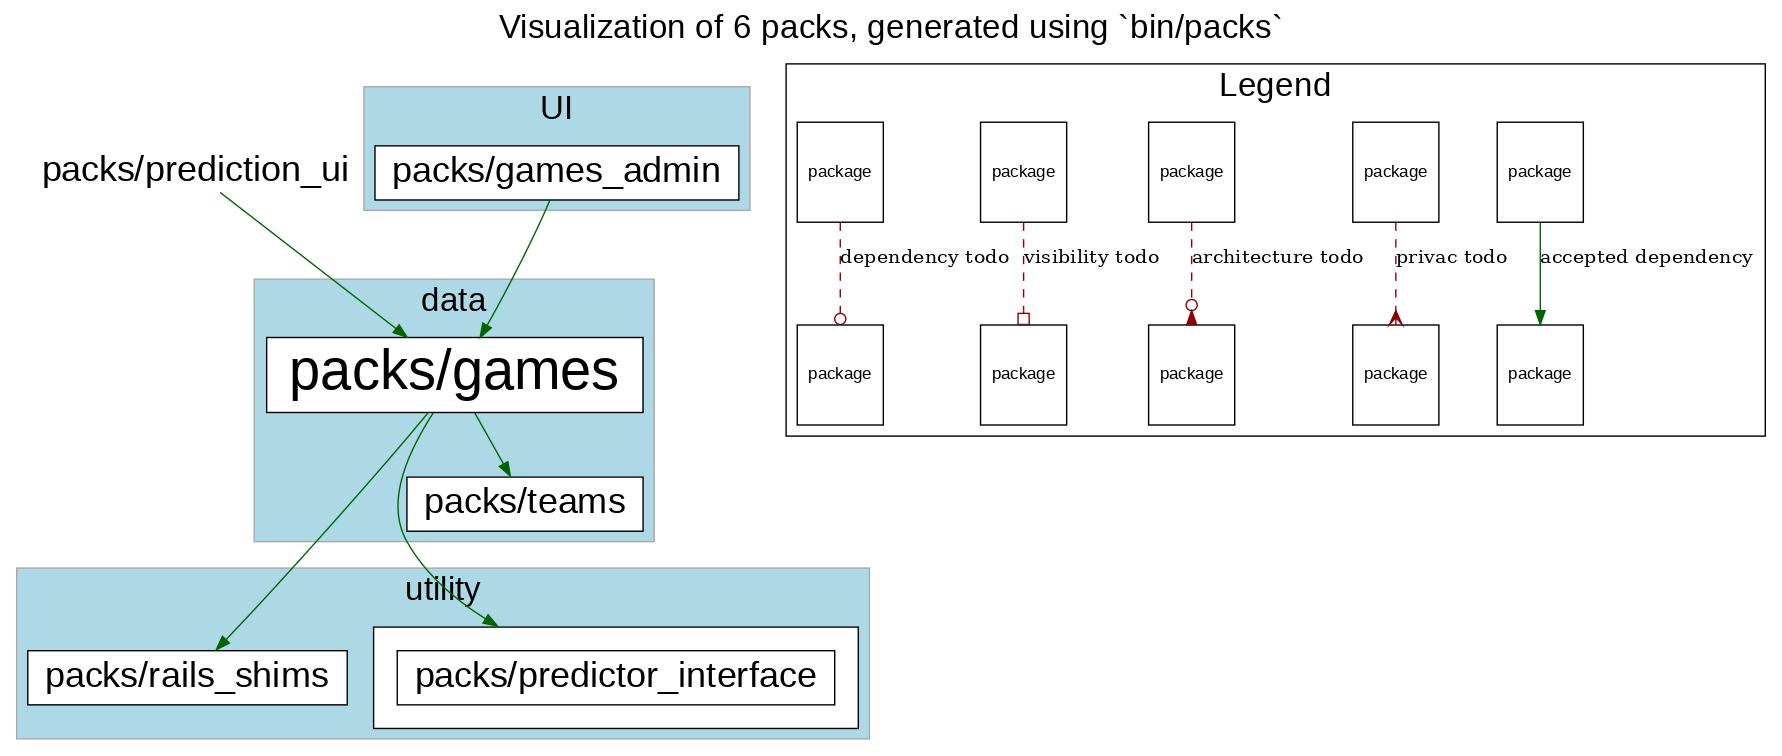 Visualization of 6 packs, generated using `bin/packs`
UI
packs/prediction_ui
packs/games_admin
data
packs/games
packs/teams
utility
packs/rails_shims
packs/predictor_interface
Legend
package
package
package
package
package
dependency todo
visibility todo
architecture todo
privac todo
accepted dependency
package
package
package
package
package